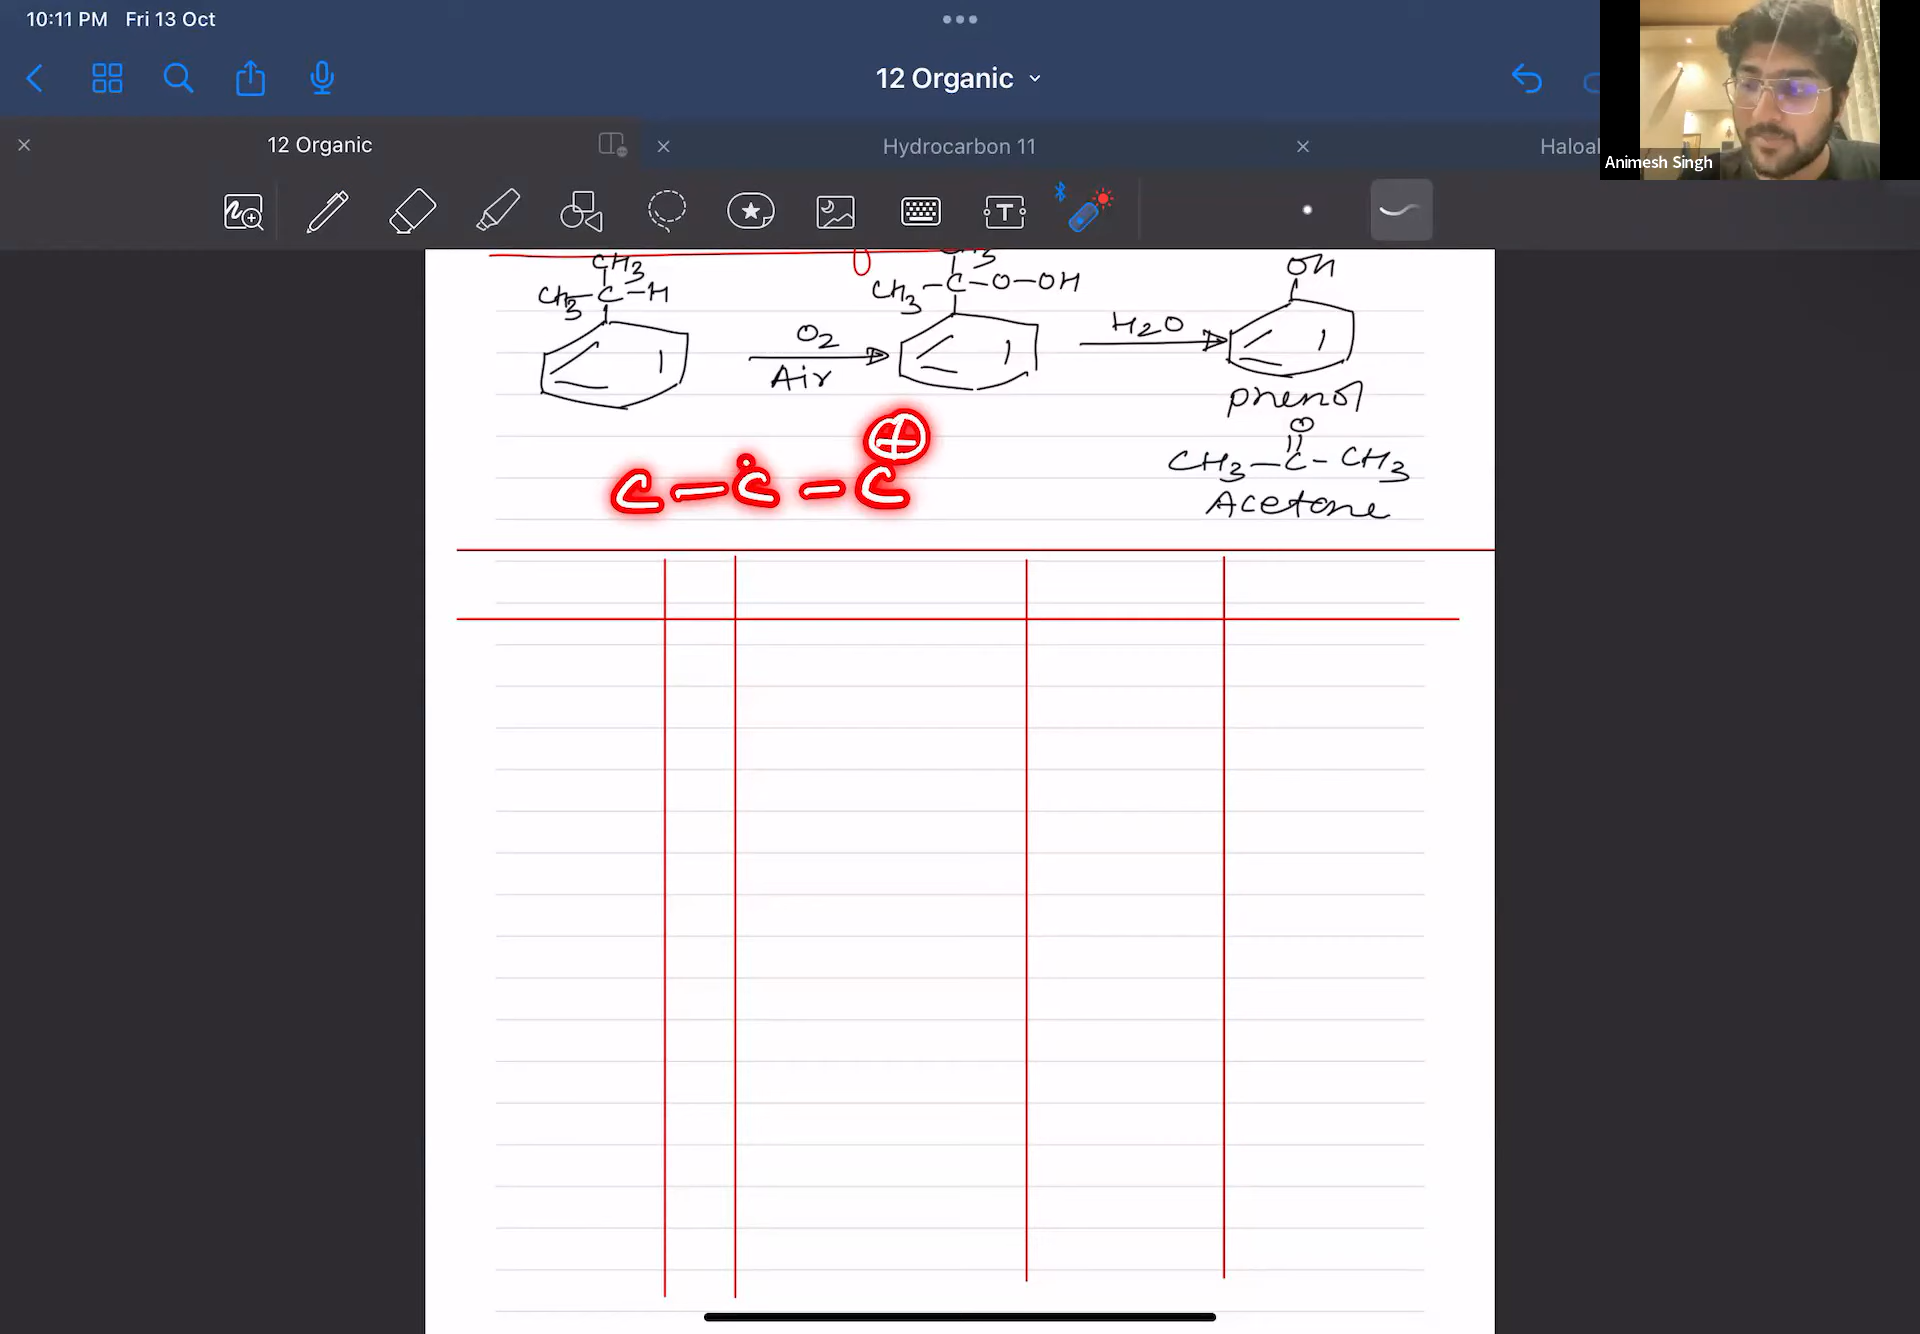 10:11 PM Fri 13 Oct
12 Organic
12 Organic
Hydrocarbon 11
Haloal
Animesh Singh
T
CH3
CH3-C-H
O2
Air
CH3-C-O-OH
H2O
OH
phenol
O
CH3-C-CH3
Acetone
⊕
C-C-C